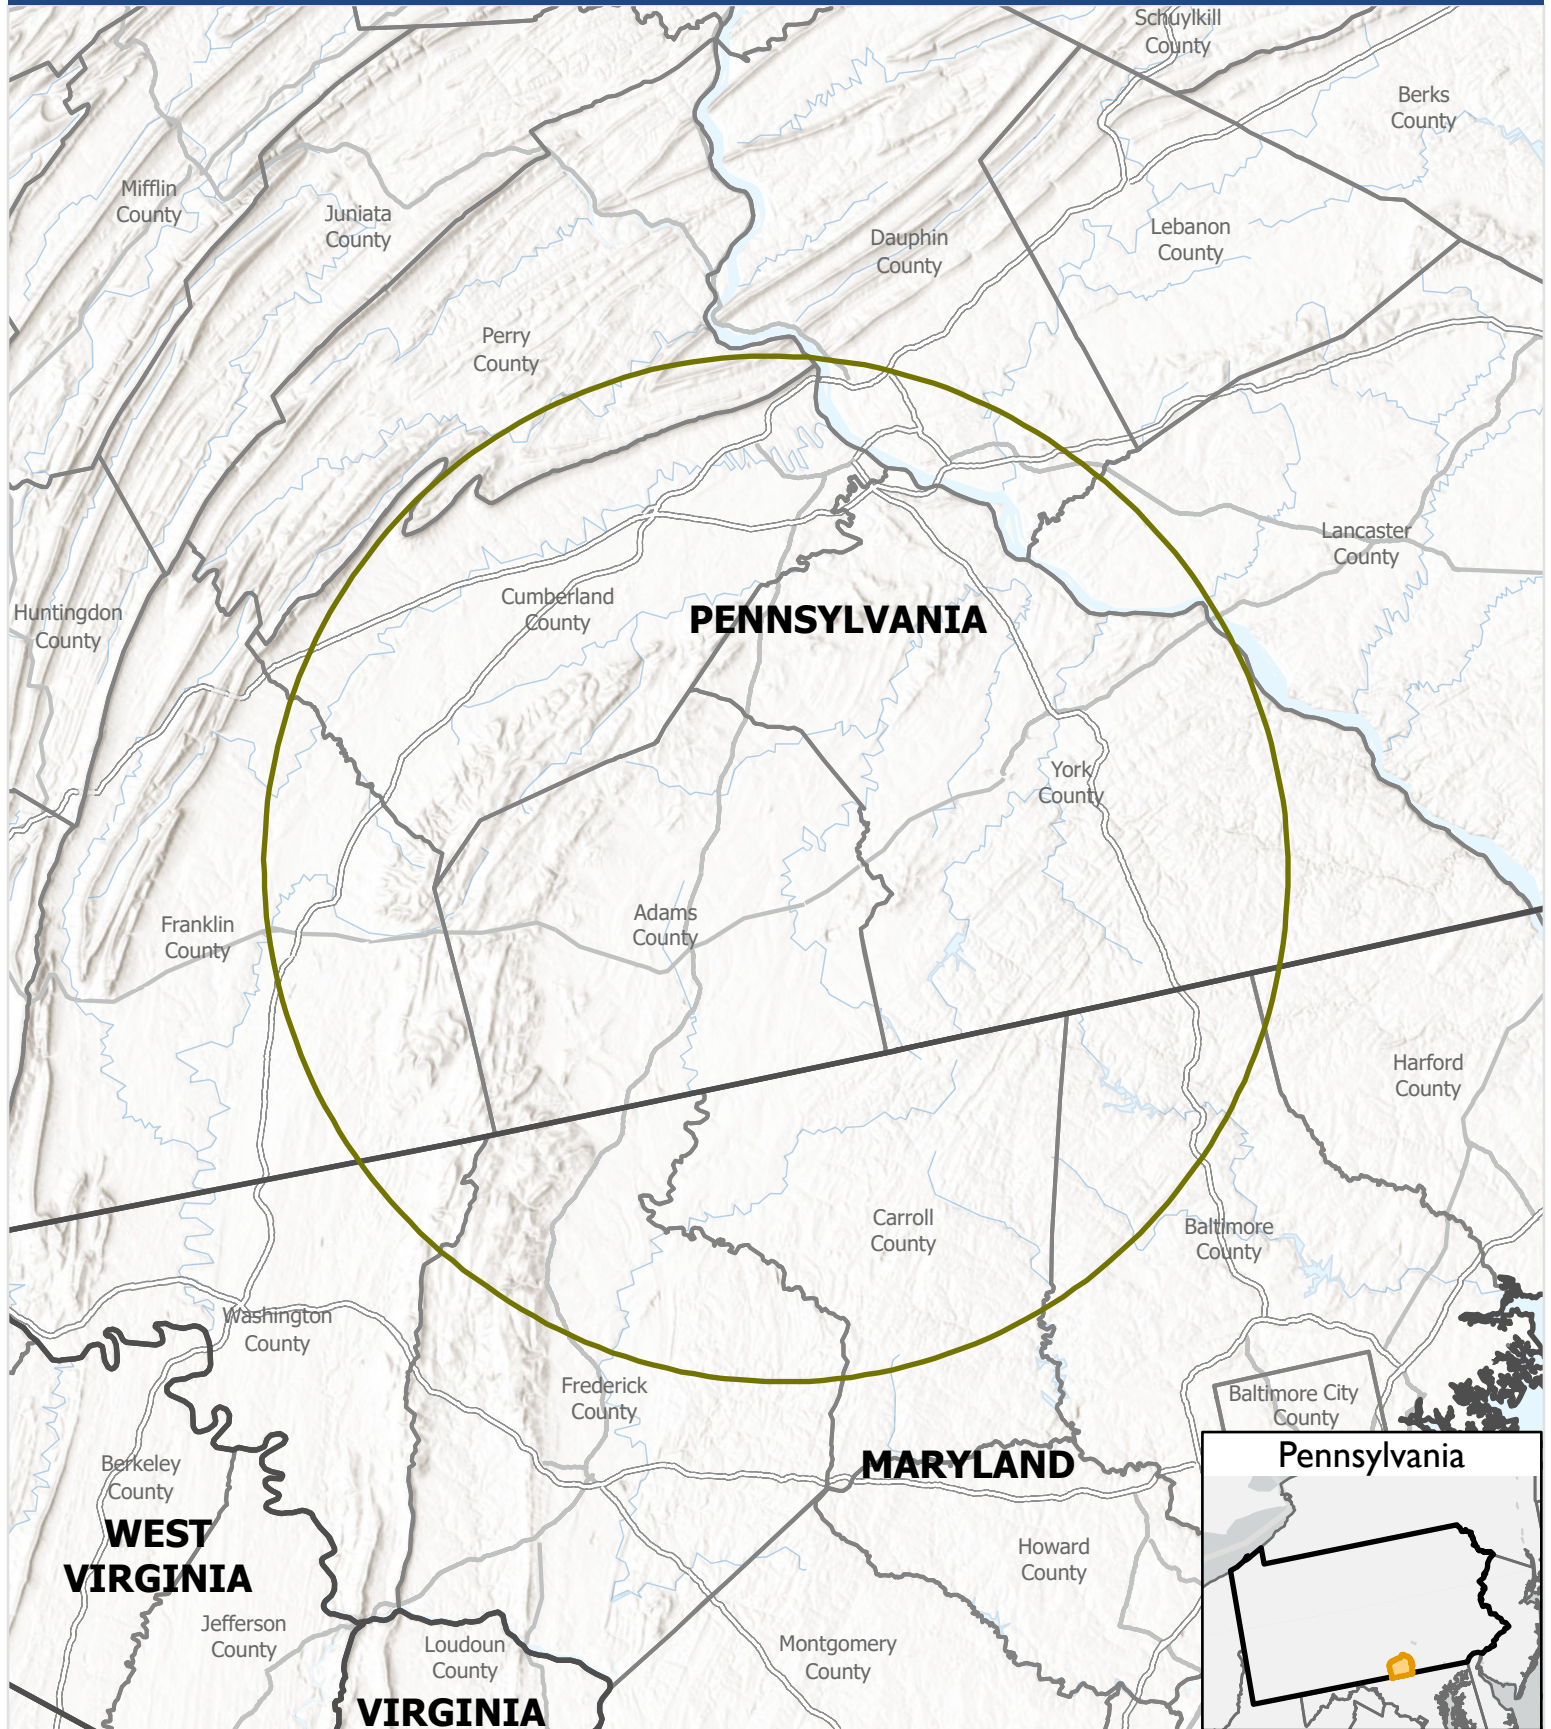 Schuylkill
County
Berks
County
Mifflin
County
Juniata
County
Lebanon
County
Dauphin
County
Perry
County
Lancaster
County
Huntingdon
County
Cumberland
County
PENNSYLVANIA
York
County
Adams
County
Franklin
County
Harford
County
Carroll
County
Baltimore
County
Washington
County
Frederick
County
Baltimore City
County
MARYLAND
Berkeley
County
WEST
VIRGINIA
Howard
County
Jefferson
County
Loudoun
County
Montgomery
County
VIRGINIA
Pennsylvania